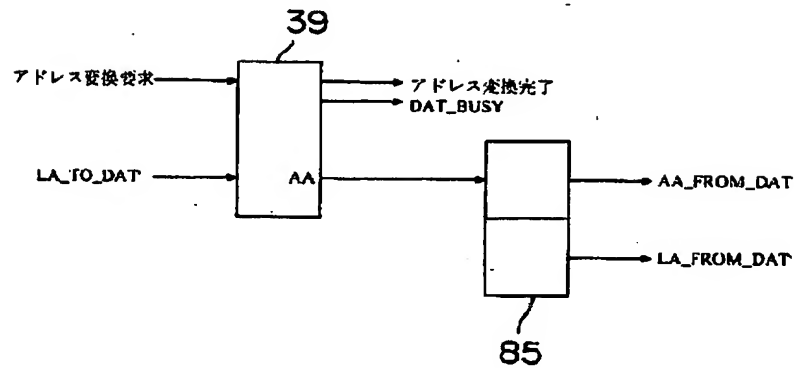 39
アドレス変換要求
アドレス変換完了
DAT_BUSY
LA_TO_DAT
AA
AA_FROM_DAT
LA_FROM_DAT
85